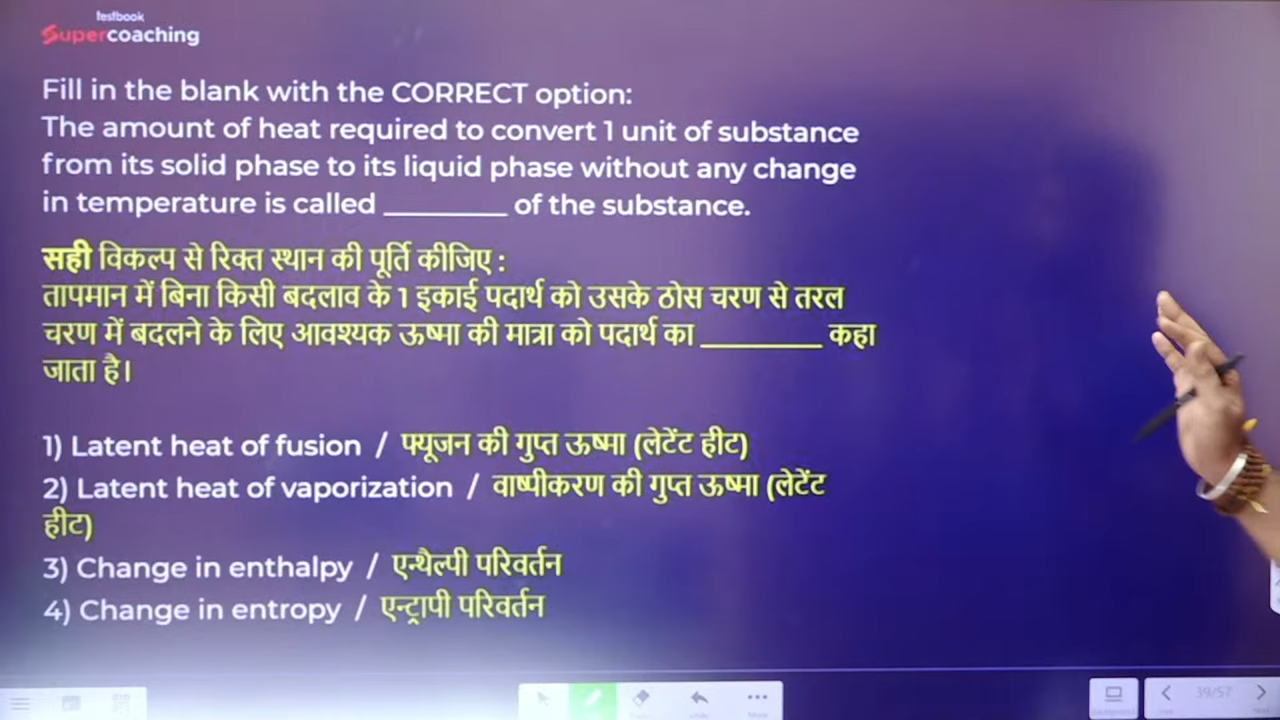 testbook
Supercoaching
Fill in the blank with the CORRECT option:
The amount of heat required to convert 1 unit of substance
from its solid phase to its liquid phase without any change
in temperature is called ________ of the substance.
सही विकल्प से रिक्त स्थान की पूर्ति कीजिए :
तापमान में बिना किसी बदलाव के 1 इकाई पदार्थ को उसके ठोस चरण से तरल
चरण में बदलने के लिए आवश्यक ऊष्मा की मात्रा को पदार्थ का ________ कहा
जाता है।
1) Latent heat of fusion / फ्यूजन की गुप्त ऊष्मा (लेटेंट हीट)
2) Latent heat of vaporization / वाष्पीकरण की गुप्त ऊष्मा (लेटेंट
हीट)
3) Change in enthalpy / एन्थैल्पी परिवर्तन
4) Change in entropy / एन्ट्रापी परिवर्तन
39/57